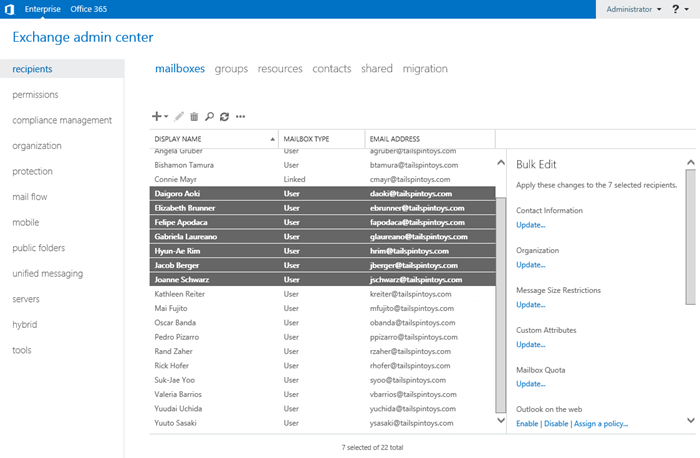 Enterprise Office 365
Administrator ?
Exchange admin center
recipients
permissions
compliance management
organization
protection
mail flow
mobile
public folders
unified messaging
servers
hybrid
tools
mailboxes groups resources contacts shared migration
DISPLAY NAME MAILBOX TYPE EMAIL ADDRESS
Angela Gruber User agruber@tailspintoys.com
Bishamon Tamura User btamura@tailspintoys.com
Connie Mayr Linked cmayr@tailspintoys.com
Daigoro Aoki User daoki@tailspintoys.com
Elizabeth Brunner User ebrunner@tailspintoys.com
Felipe Apodaca User fapodaca@tailspintoys.com
Gabriela Laureano User glaureano@tailspintoys.com
Hyun-Ae Rim User hrim@tailspintoys.com
Jacob Berger User jberger@tailspintoys.com
Joanne Schwarz User jschwarz@tailspintoys.com
Kathleen Reiter User kreiter@tailspintoys.com
Mai Fujito User mfujito@tailspintoys.com
Oscar Banda User obanda@tailspintoys.com
Pedro Pizarro User ppizarro@tailspintoys.com
Rand Zaher User rzaher@tailspintoys.com
Rick Hofer User rhofer@tailspintoys.com
Suk-Jae Yoo User syoo@tailspintoys.com
Valeria Barrios User vbarrios@tailspintoys.com
Yuudai Uchida User yuchida@tailspintoys.com
Yuuto Sasaki User ysasaki@tailspintoys.com
7 selected of 22 total
Bulk Edit
Apply these changes to the 7 selected recipients.
Contact Information
Update...
Organization
Update...
Message Size Restrictions
Update...
Custom Attributes
Update...
Mailbox Quota
Update...
Outlook on the web
Enable | Disable | Assign a policy...